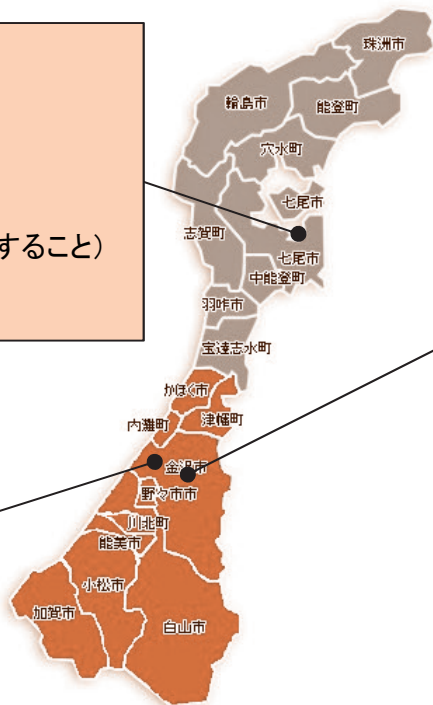 珠洲市
輪島市
能登町
穴水町
七尾市
志賀町
すること）
七尾市
中能登町
羽咋市
宝達志水町
かほく市
内灘町
津幡町
金沢市
野々市市
川北町
能美市
小松市
加賀市
白山市